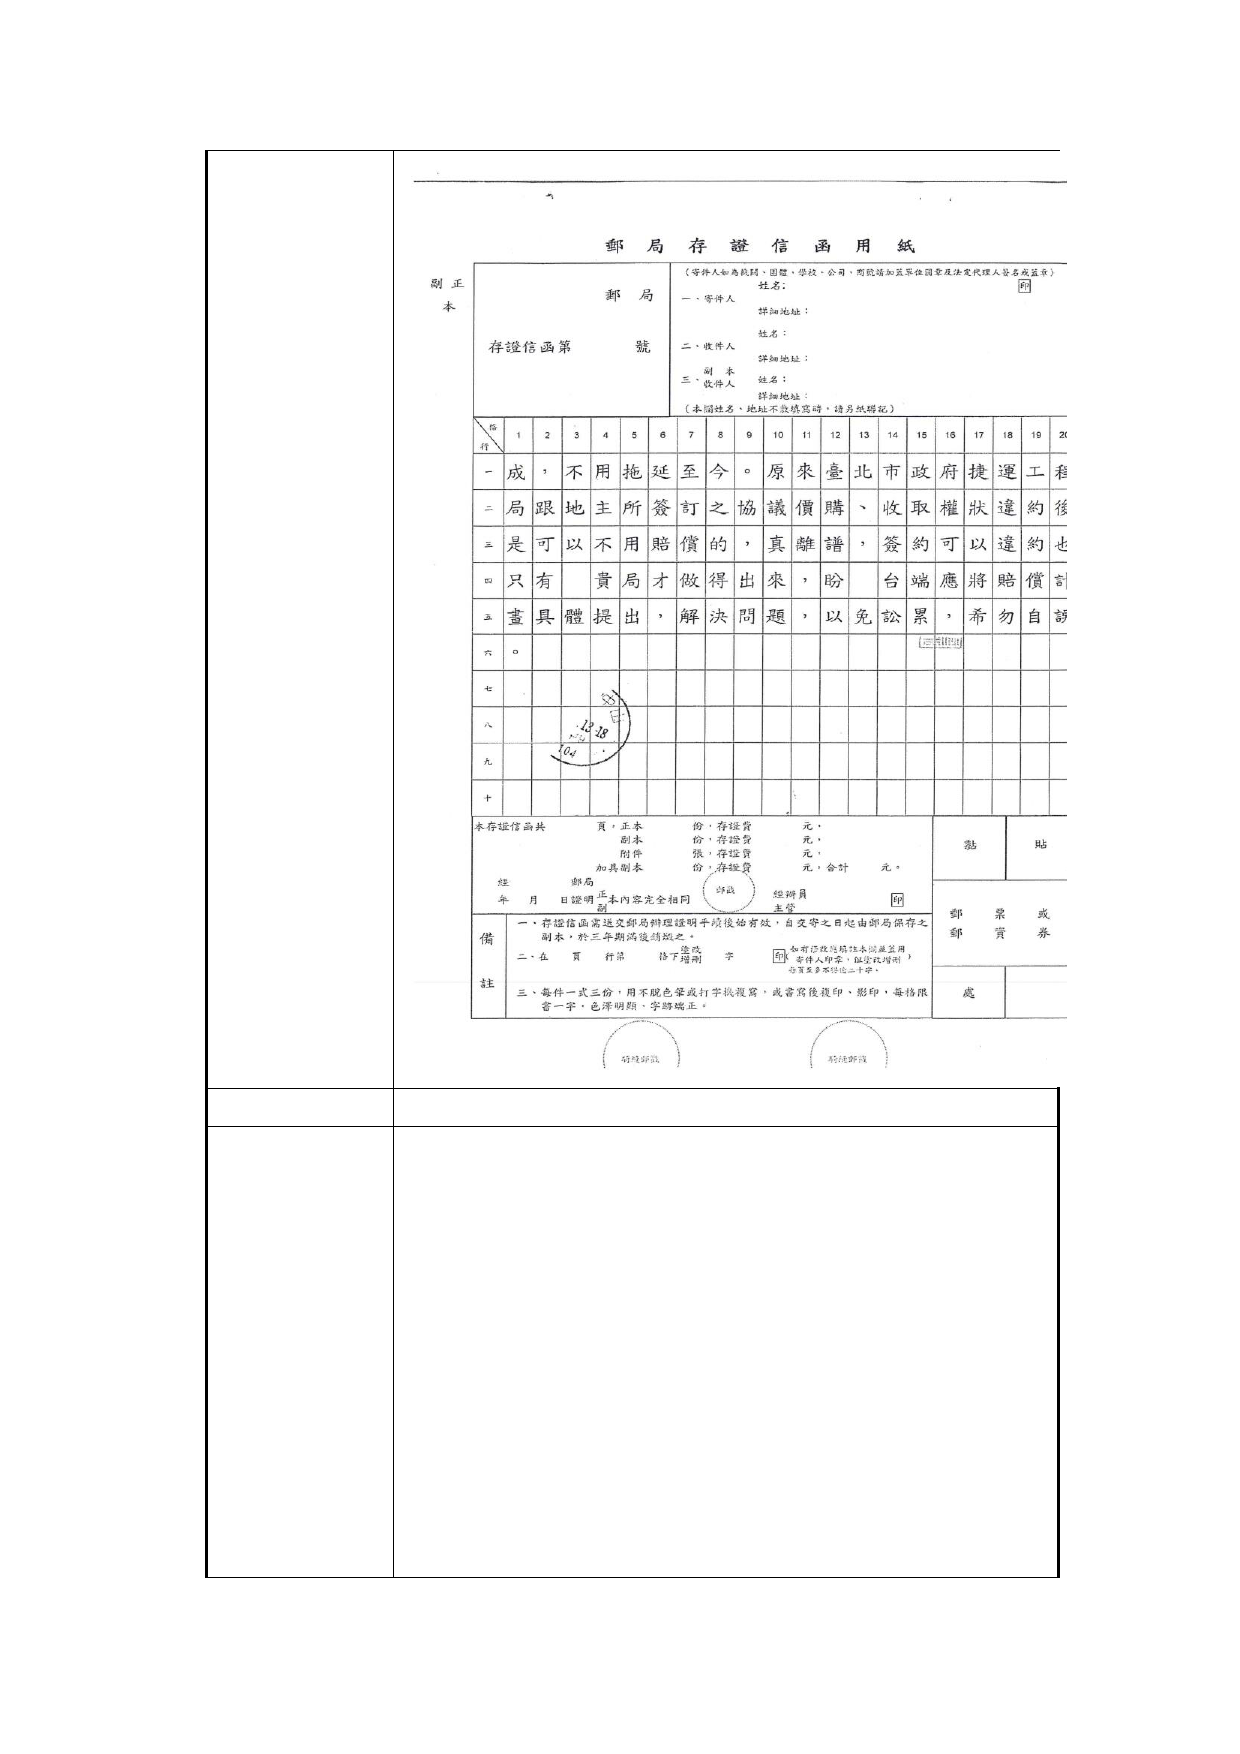 郵局存證信函用紙
副 正
本
郵 局
存證信函第 號
(寄件人如為機關、團體、學校、公司、商號請加蓋單位圖章及法定代理人簽名或蓋章)
一、寄件人
姓名：
印
詳細地址：
二、收件人
姓名：
詳細地址：
三、副本收件人
姓名：
詳細地址：
(本欄姓名、地址不敷填寫時，請另紙聯記)
格 行 1 2 3 4 5 6 7 8 9 10 11 12 13 14 15 16 17 18 19 20
一 成，不用拖延至今。原來臺北市政府捷運工程
二 局跟地主所簽訂之協議價購、收取權狀違約後
三 是可以不用賠償的，真離譜，簽約可以違約也
四 只有 貴局才做得出來，盼 台端應將賠償計
五 畫具體提出，解決問題，以免訟累，希勿自誤
六 。
七
八
九
十
104
本存證信函共 頁，正本 份，存證費 元，
副本 份，存證費 元，
附件 張，存證費 元，
加具副本 份，存證費 元，合計 元。
經 郵局
年 月 日證明正副本內容完全相同
郵戳
經辦員
主管
印
黏 貼
郵 票 或
郵 資 券
處
備註
一、存證信函需送交郵局辦理證明手續後始有效，自交寄之日起由郵局保存之
副本，於三年期滿後銷燬之。
二、在 頁 行第 格下塗改增刪 字 印
(如有修改應填註本欄並蓋用
寄件人印章，但塗改增刪
每頁至多不得逾二十字。)
三、每件一式三份，用不脫色筆或打字機複寫，或書寫後複印、影印，每格限
書一字，色澤明顯、字跡端正。
騎縫郵戳 騎縫郵戳